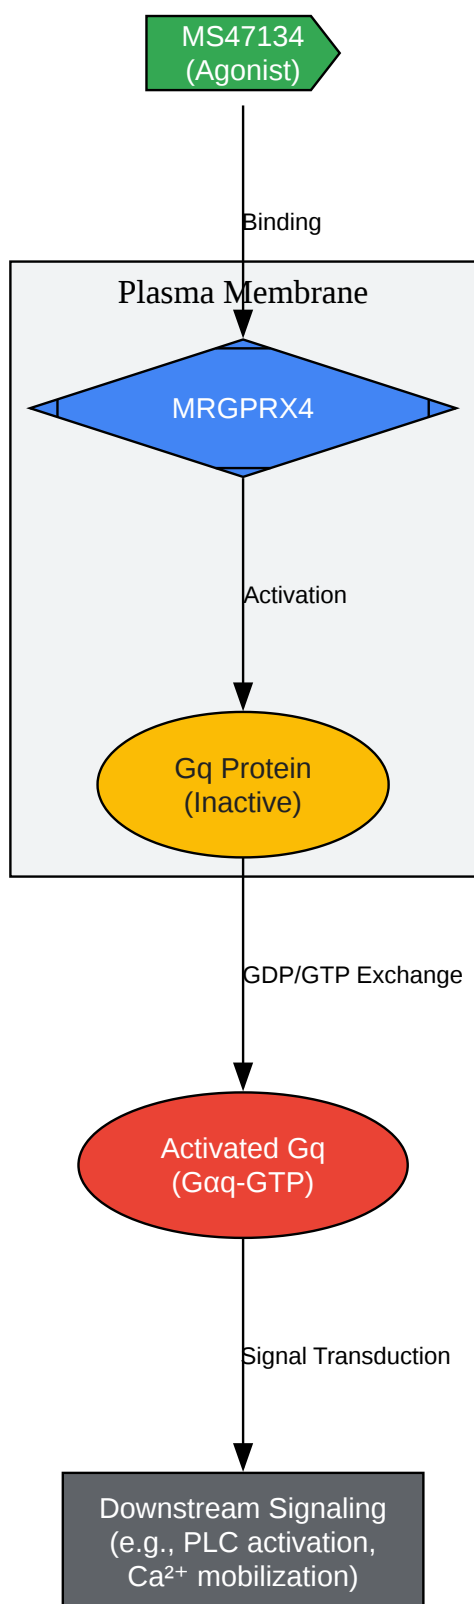 MS47134
(Agonist)
Binding
Plasma Membrane
MRGPRX4
Activation
Gq Protein
(Inactive)
GDP/GTP Exchange
Activated Gq
(Gαq-GTP)
Signal Transduction
Downstream Signaling
(e.g., PLC activation,
Ca²⁺ mobilization)